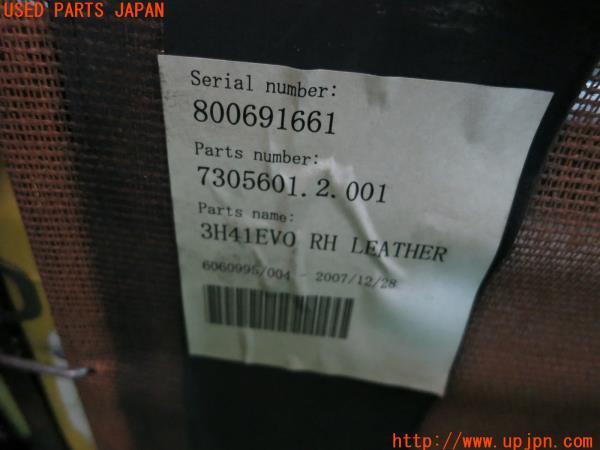 USED PARTS JAPAN
Serial number:
800691661
Parts number:
7305601.2.001
Parts name:
3H41EVO RH LEATHER
6060995/004 - 2007/12/28
http://www.upjpn.com/